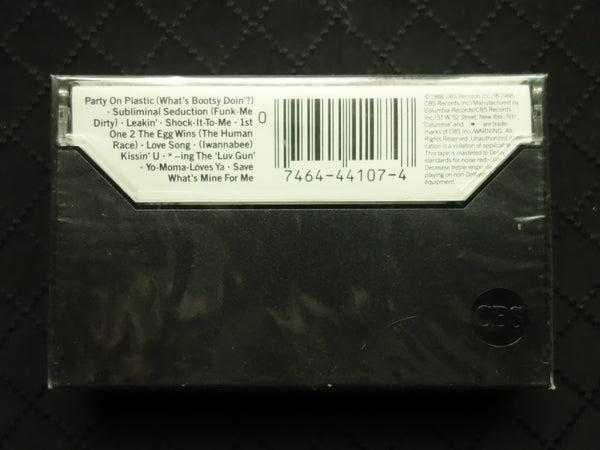 Party On Plastic (What's Bootsy Doin'?)
· Subliminal Seduction (Funk-Me
Dirty) · Leakin' · Shock-It-To-Me · 1st
One 2 The Egg Wins (The Human
Race) · Love Song · (Iwannabee)
Kissin' U · * –ing The 'Luv Gun'
· Yo-Moma-Loves Ya · Save
What's Mine For Me
0
7464-44107-4
© 1988 CBS Records Inc./℗ 1988
CBS Records Inc./Manufactured by
Columbia Records/CBS Records
Inc./51 W. 52 Street, New York, NY/
"Columbia" and are trade-
marks of CBS Inc./WARNING: All
Unauthorized
cation is a violation of applicable
This tape is mastered to
standards for noise
Decrease treble
playing on non-Dolby
equipment.
CBS